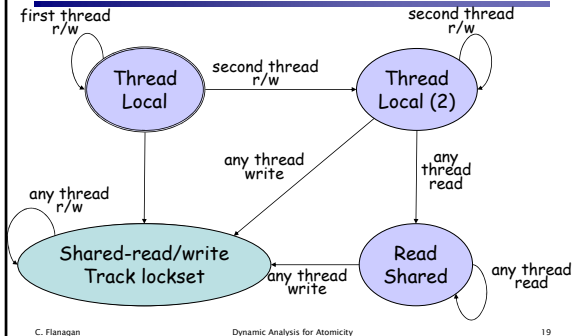 first thread
r/w
second thread
r/w
Thread
Local
second thread
r/w
Thread
Local (2)
any thread
write
any
thread
read
any thread
r/w
Shared-read/write
Track lockset
any thread
write
Read
Shared
any thread
read
C. Flanagan
Dynamic Analysis for Atomicity
19